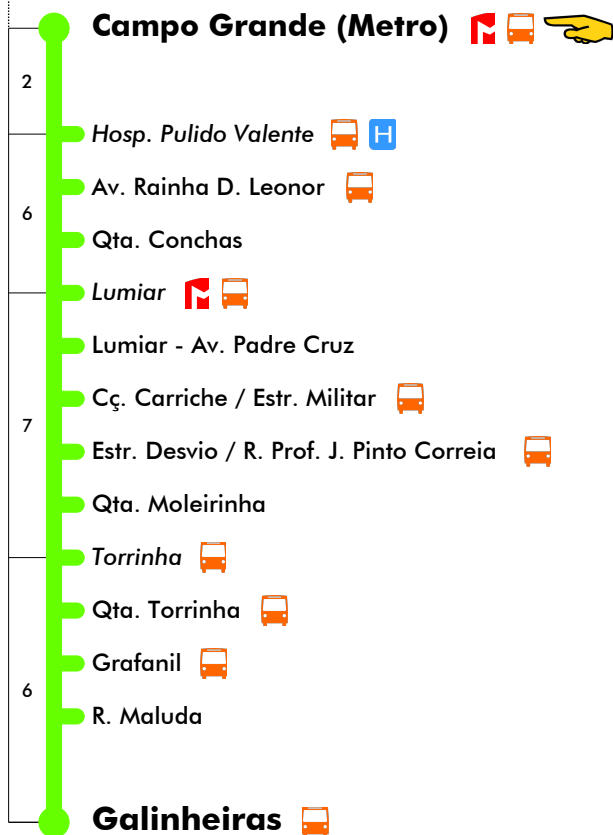 Campo Grande (Metro)
2
Hosp. Pulido Valente H
Av. Rainha D. Leonor
6
Qta. Conchas
Lumiar
Lumiar - Av. Padre Cruz
Cç. Carriche / Estr. Militar
7
Estr. Desvio / R. Prof. J. Pinto Correia
Qta. Moleirinha
Torrinha
Qta. Torrinha
Grafanil
6
R. Maluda
Galinheiras